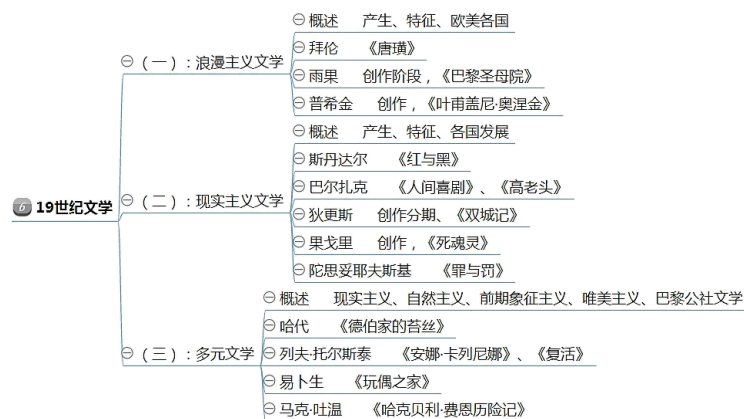 6 19世纪文学
（一）：浪漫主义文学
概述 产生、特征、欧美各国
拜伦 《唐璜》
雨果 创作阶段，《巴黎圣母院》
普希金 创作，《叶甫盖尼·奥涅金》
（二）：现实主义文学
概述 产生、特征、各国发展
斯丹达尔 《红与黑》
巴尔扎克 《人间喜剧》、《高老头》
狄更斯 创作分期、《双城记》
果戈里 创作，《死魂灵》
陀思妥耶夫斯基 《罪与罚》
（三）：多元文学
概述 现实主义、自然主义、前期象征主义、唯美主义、巴黎公社文学
哈代 《德伯家的苔丝》
列夫·托尔斯泰 《安娜·卡列尼娜》、《复活》
易卜生 《玩偶之家》
马克·吐温 《哈克贝利·费恩历险记》